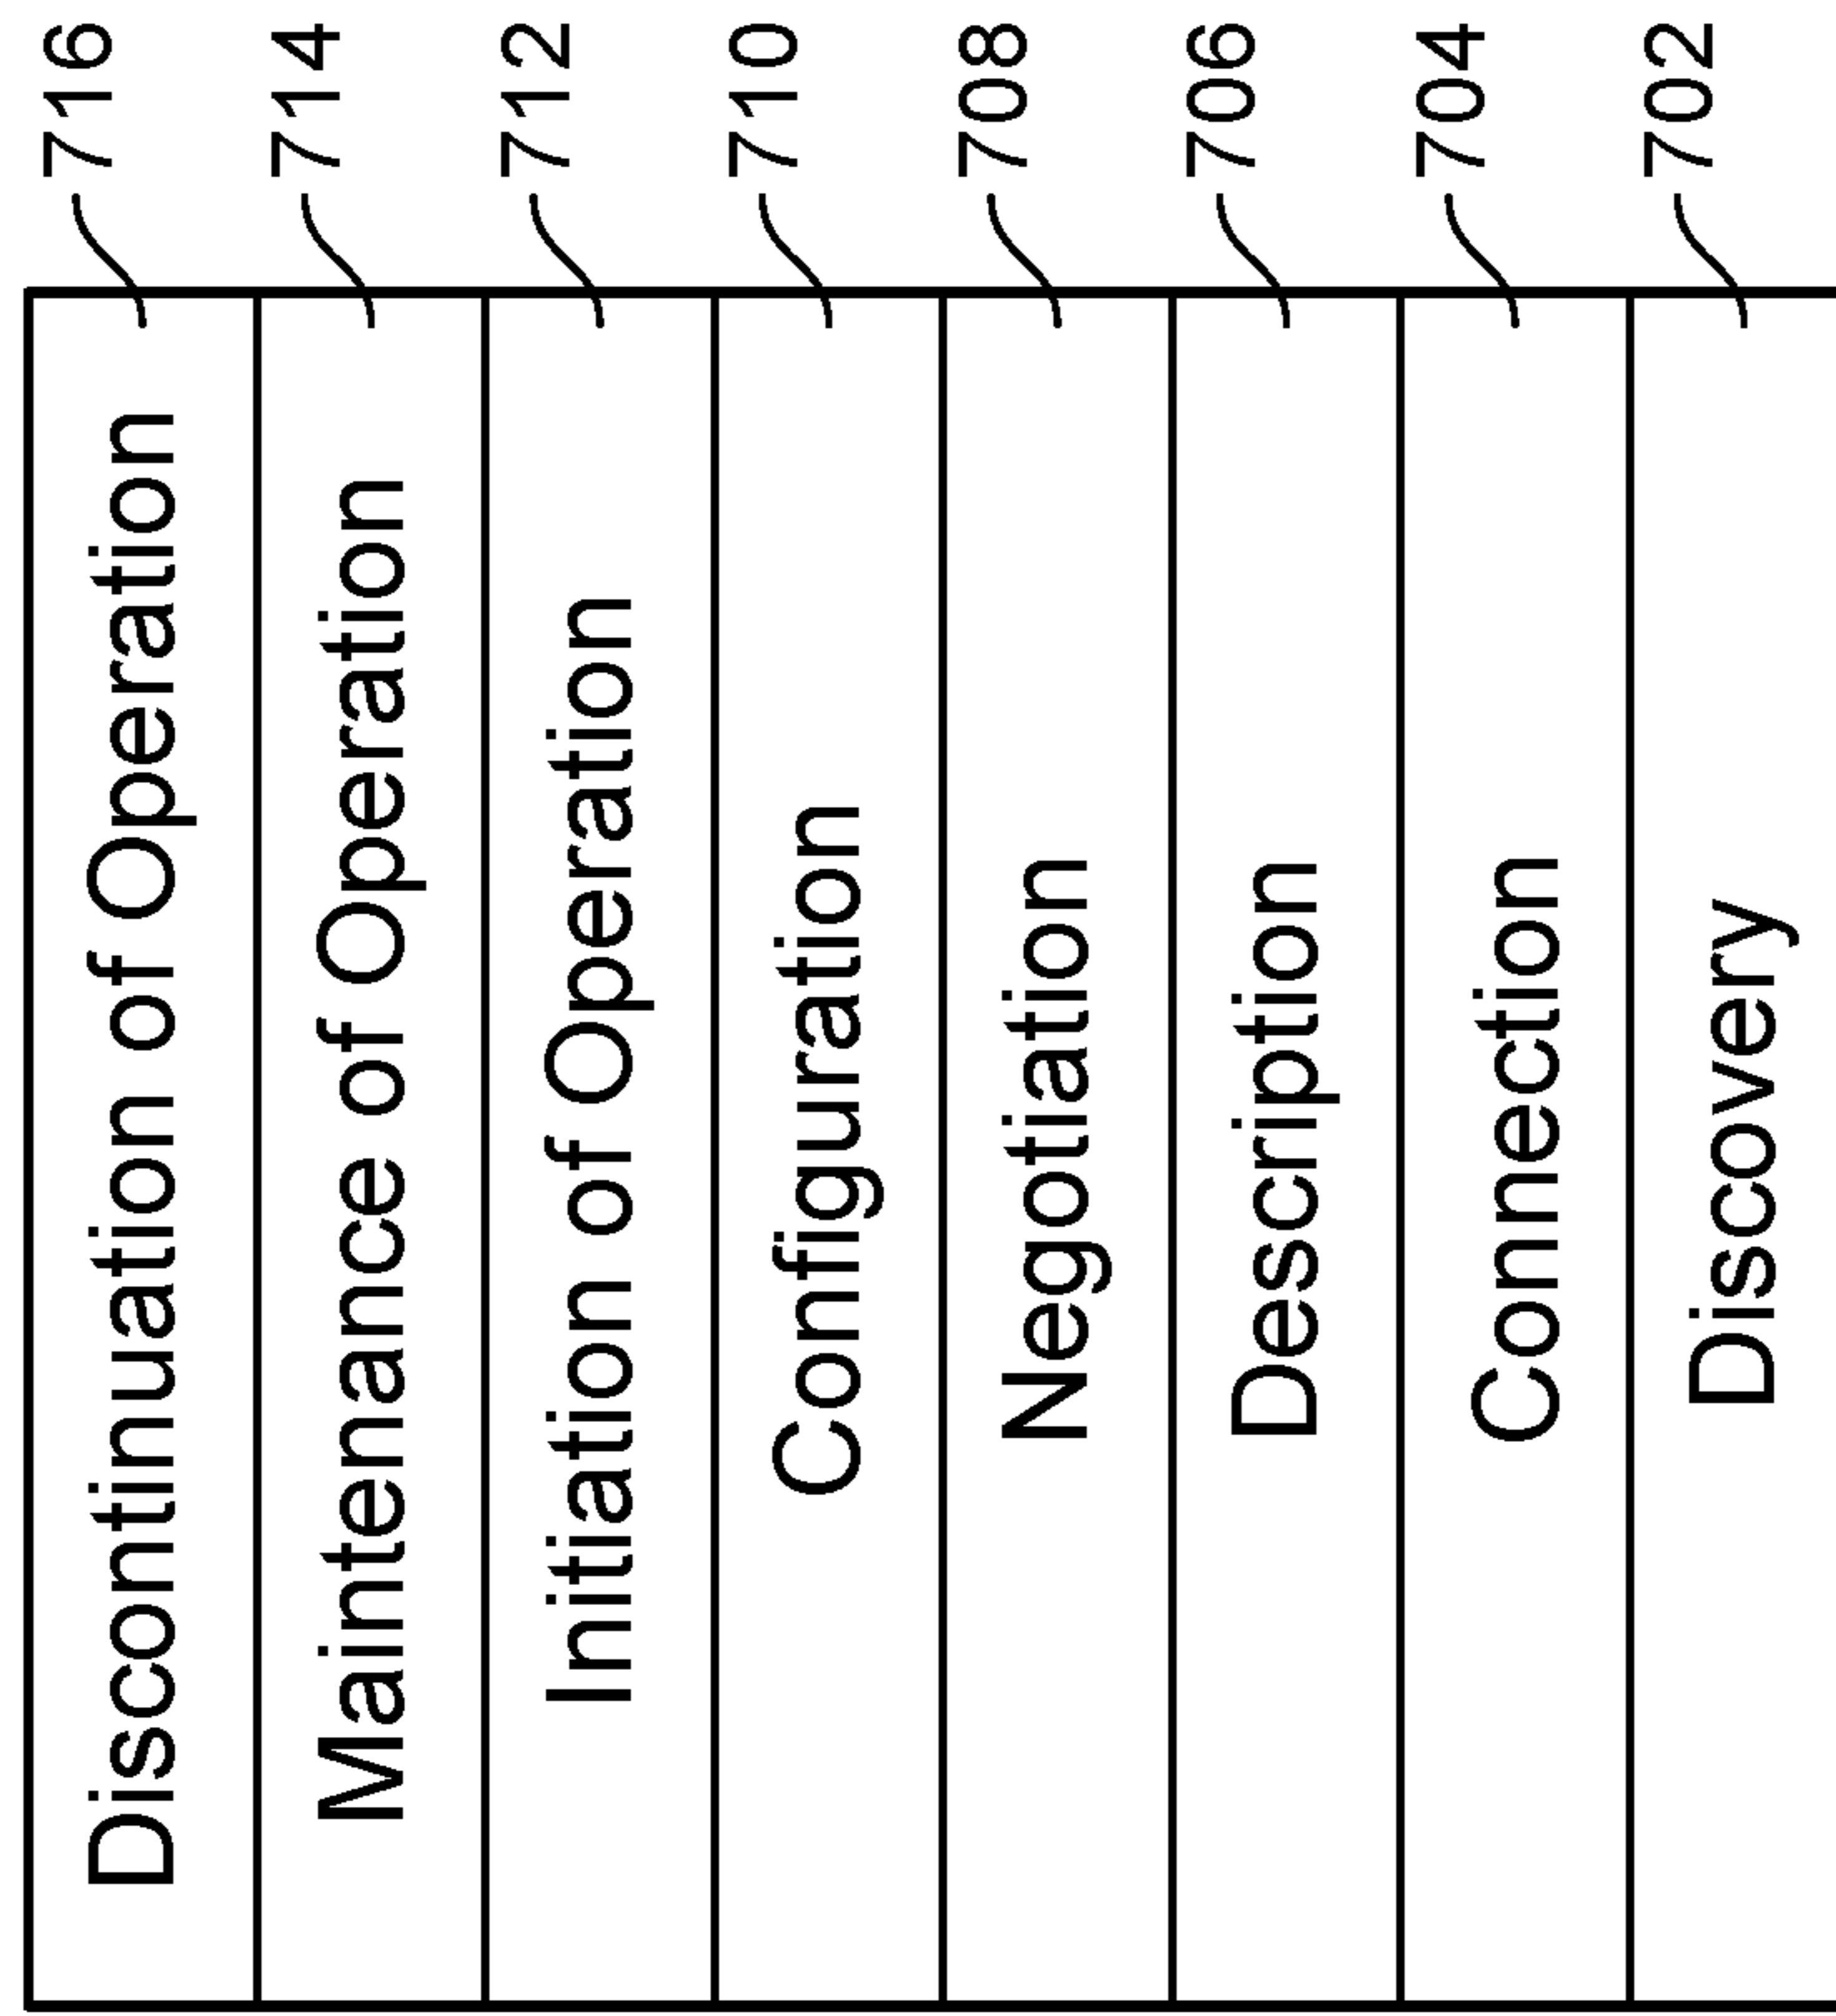 Discontinuation of Operation 716
Maintenance of Operation 714
Initiation of Operation 712
Configuration 710
Negotiation 708
Description 706
Connection 704
Discovery 702